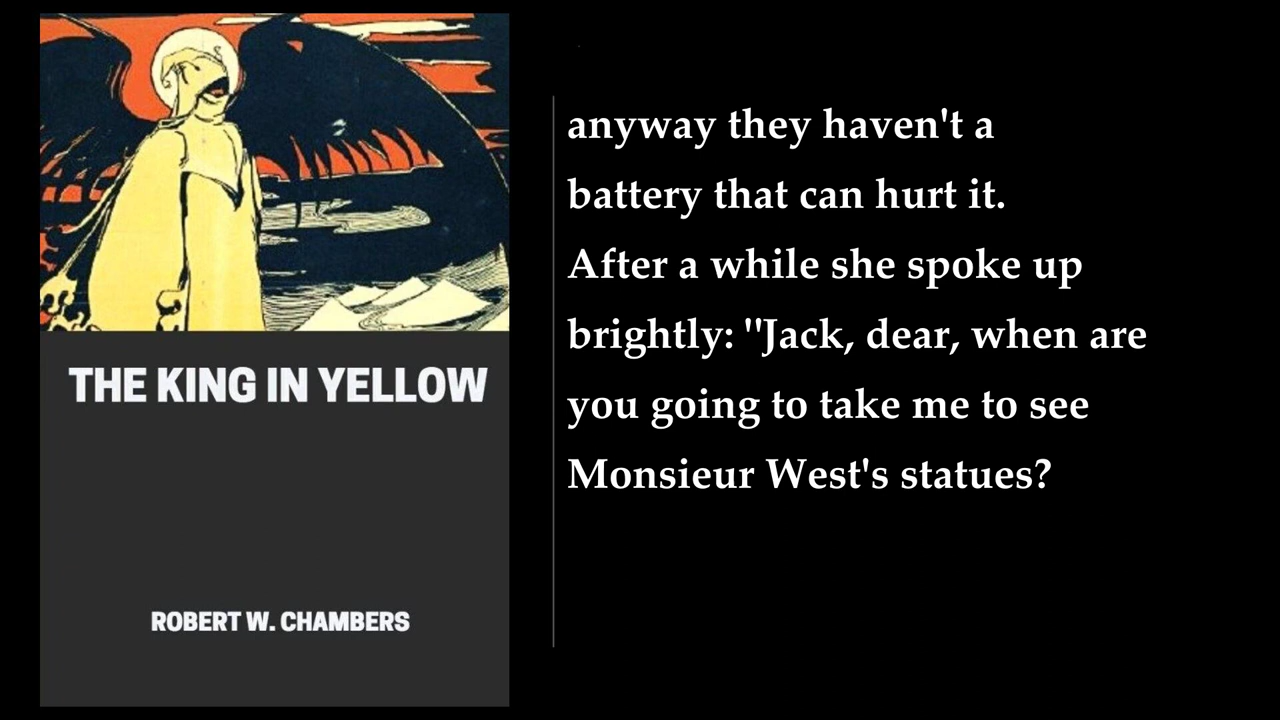 THE KING IN YELLOW
ROBERT W. CHAMBERS
anyway they haven't a
battery that can hurt it.
After a while she spoke up
brightly: "Jack, dear, when are
you going to take me to see
Monsieur West's statues?